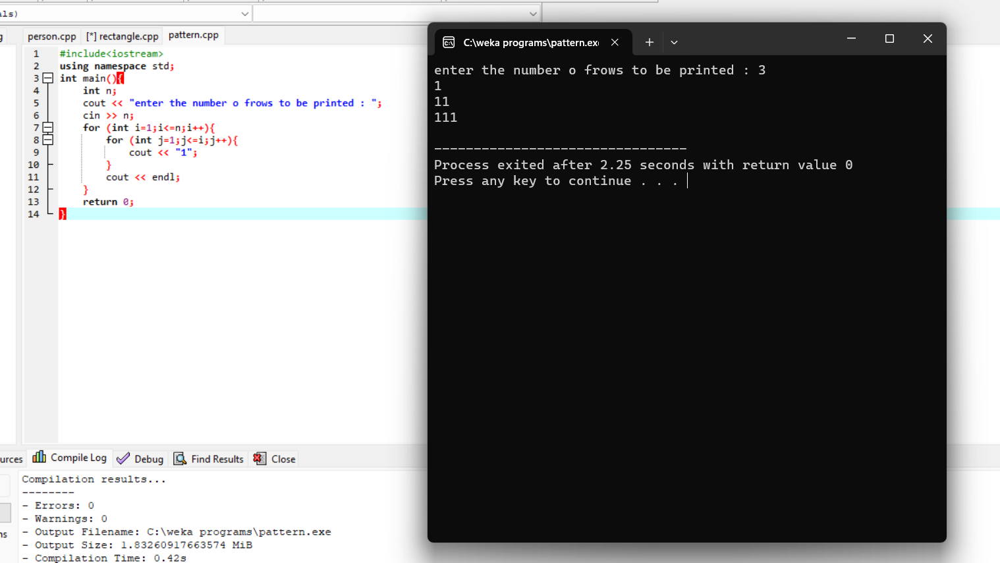 als)
person.cpp [*] rectangle.cpp pattern.cpp
1 #include<iostream>
2 using namespace std;
3 int main(){
4 int n;
5 cout << "enter the number o frows to be printed : ";
6 cin >> n;
7 for (int i=1;i<=n;i++){
8 for (int j=1;j<=i;j++){
9 cout << "1";
10 }
11 cout << endl;
12 }
13 return 0;
14 }
C:\weka programs\pattern.exe
enter the number o frows to be printed : 3
1
11
111
--------------------------------
Process exited after 2.25 seconds with return value 0
Press any key to continue . . .
urces Compile Log Debug Find Results Close
Compilation results...
--------
- Errors: 0
- Warnings: 0
- Output Filename: C:\weka programs\pattern.exe
- Output Size: 1.83260917663574 MiB
- Compilation Time: 0.42s